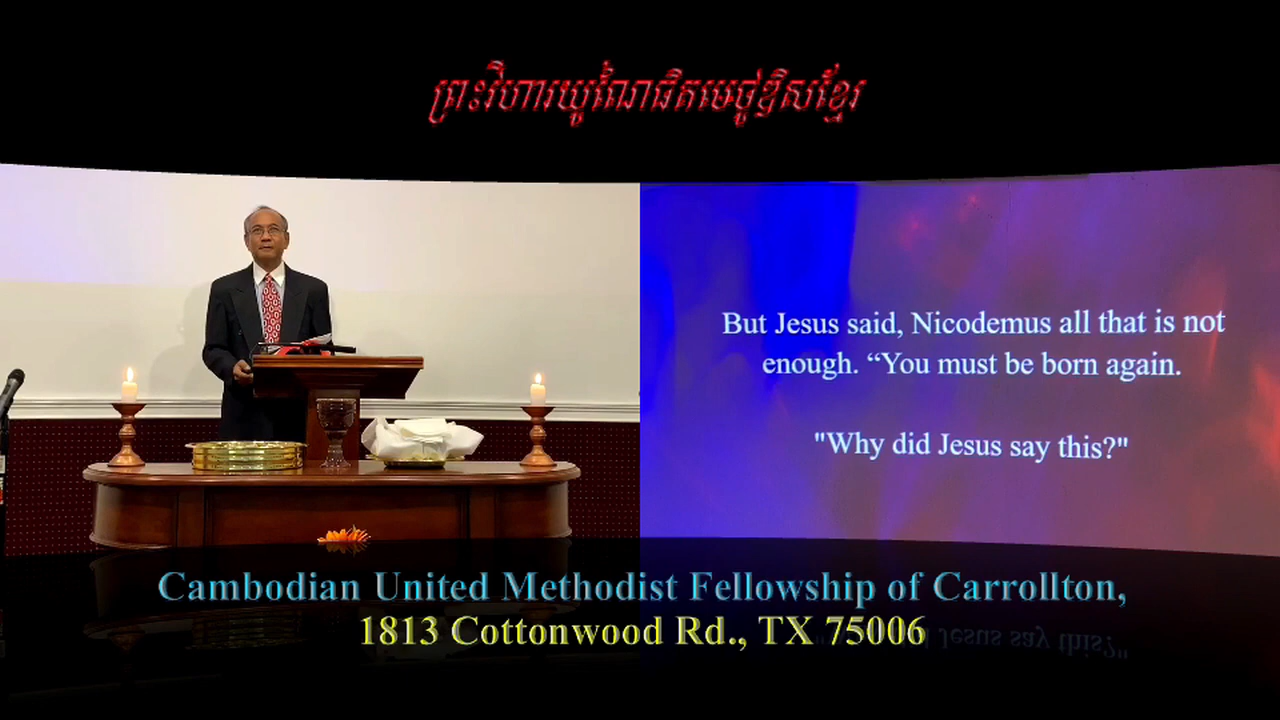 ព្រះវិហារយូណៃធិតមេថូឌិសខ្មែរ
But Jesus said, Nicodemus all that is not
enough. “You must be born again.
"Why did Jesus say this?"
Cambodian United Methodist Fellowship of Carrollton,
1813 Cottonwood Rd., TX 75006